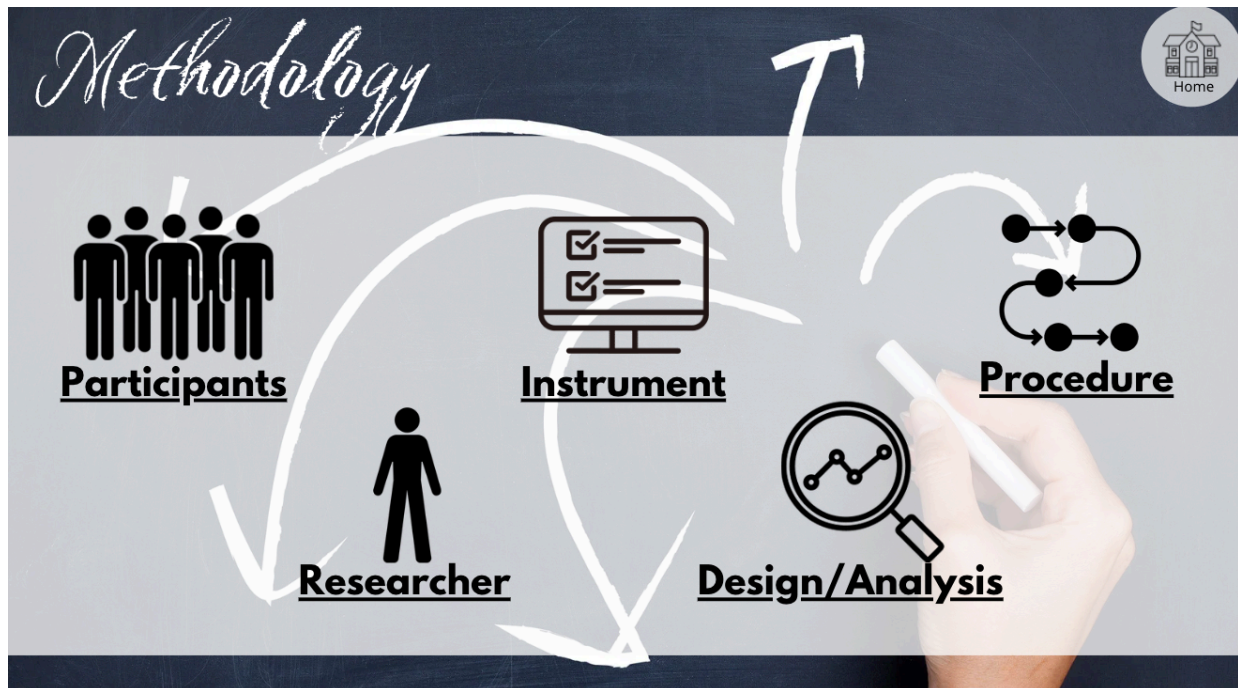 Methodology
Home
Participants
Instrument
Procedure
Researcher
Design/Analysis